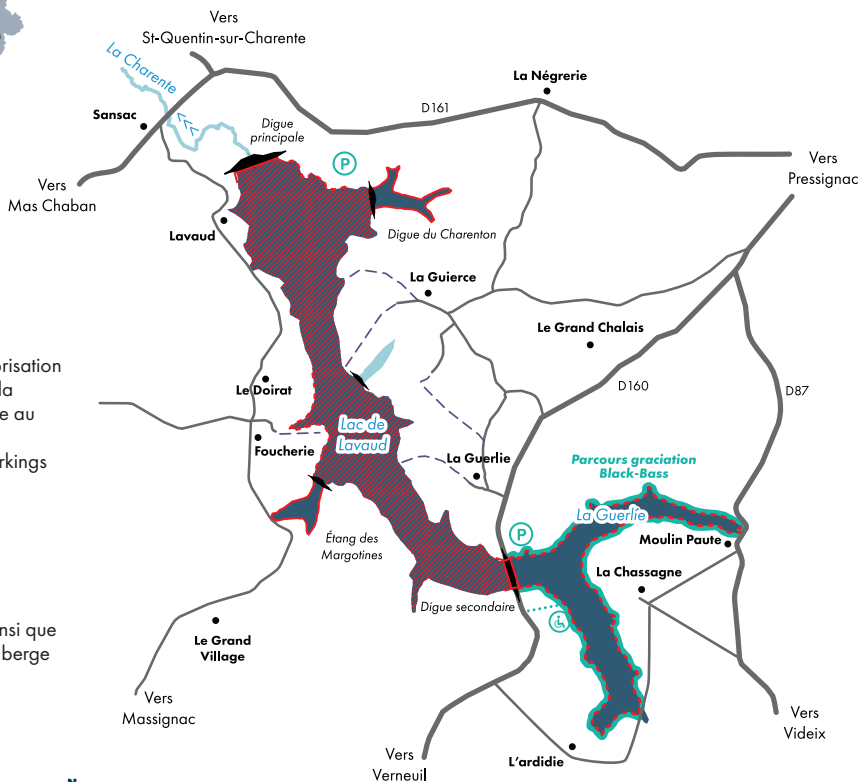 Vers
St-Quentin-sur-Charente
La Charente
La Négrerie
Sansac
D161
Digue
principale
P
Vers
Pressignac
Vers
Mas Chaban
Lavaud
Digue du Charenton
La Guierce
Le Grand Chalais
orisation
la
e au
rkings
Le Doirat
D160
D87
Lac de
Lavaud
Foucherie
La Guerlie
Parcours graciation
Black-Bass
La Guerlie
P
Moulin Paute
Étang des
Margotines
La Chassagne
Digue secondaire
nsi que
berge
Le Grand
Village
Vers
Massignac
Vers
Videix
L'ardidie
Vers
Verneuil
N